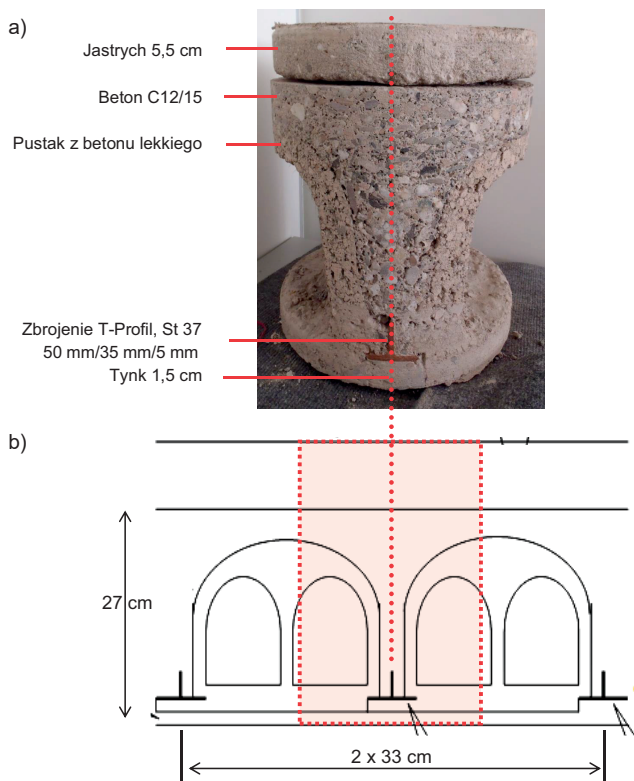 a)
Jastrych 5,5 cm
Beton C12/15
Pustak z betonu lekkiego
Zbrojenie T-Profil, St 37
50 mm/35 mm/5 mm
Tynk 1,5 cm
b)
27 cm
2 x 33 cm